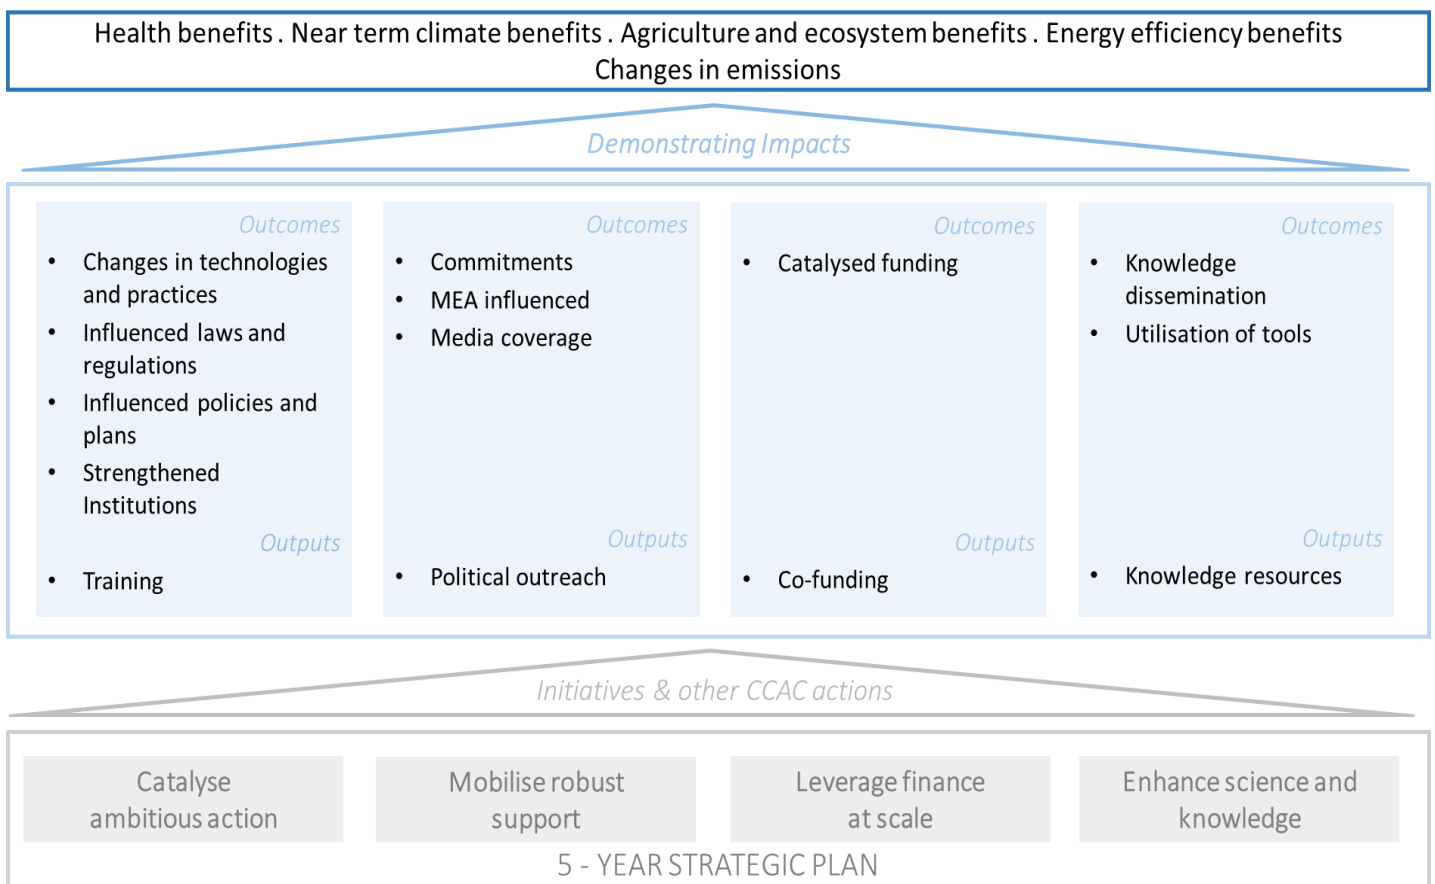 Health benefits . Near term climate benefits . Agriculture and ecosystem benefits . Energy efficiency benefits
Changes in emissions
Demonstrating Impacts
Outcomes
• Changes in technologies
and practices
• Influenced laws and
regulations
• Influenced policies and
plans
• Strengthened
Institutions
Outputs
• Training
Outcomes
• Commitments
• MEA influenced
• Media coverage
Outputs
• Political outreach
Outcomes
• Catalysed funding
Outputs
• Co-funding
Outcomes
• Knowledge
dissemination
• Utilisation of tools
Outputs
• Knowledge resources
Initiatives & other CCAC actions
Catalyse
ambitious action
Mobilise robust
support
Leverage finance
at scale
Enhance science and
knowledge
5 - YEAR STRATEGIC PLAN